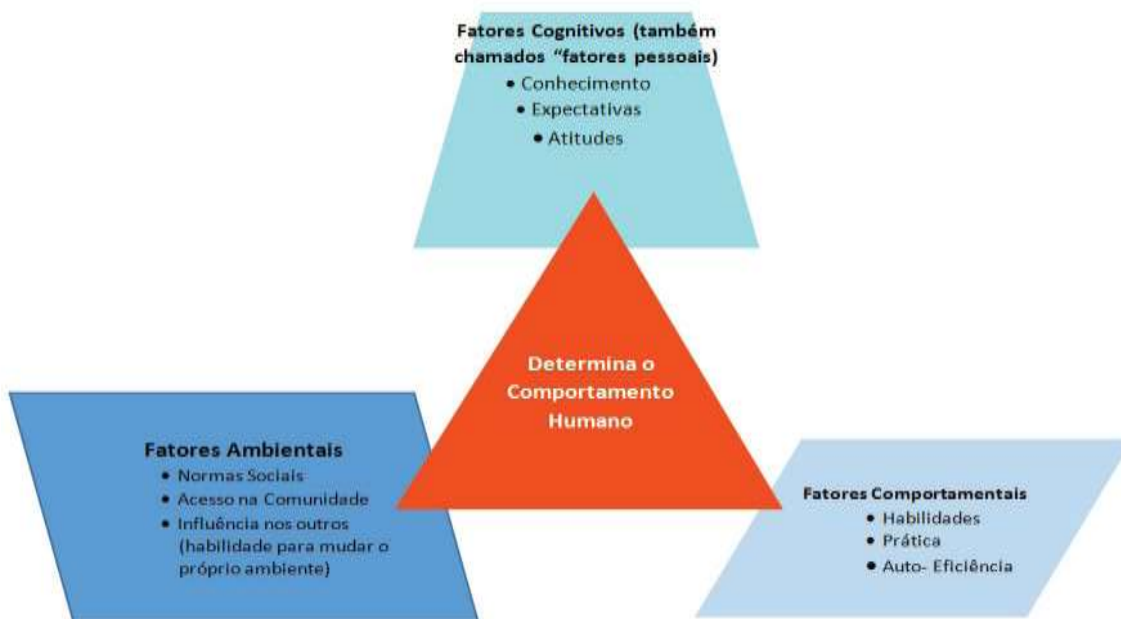 Fatores Cognitivos (também
chamados “fatores pessoais)
• Conhecimento
• Expectativas
• Atitudes
Determina o
Comportamento
Humano
Fatores Ambientais
• Normas Sociais
• Acesso na Comunidade
• Influência nos outros
(habilidade para mudar o
próprio ambiente)
Fatores Comportamentais
• Habilidades
• Prática
• Auto- Eficiência